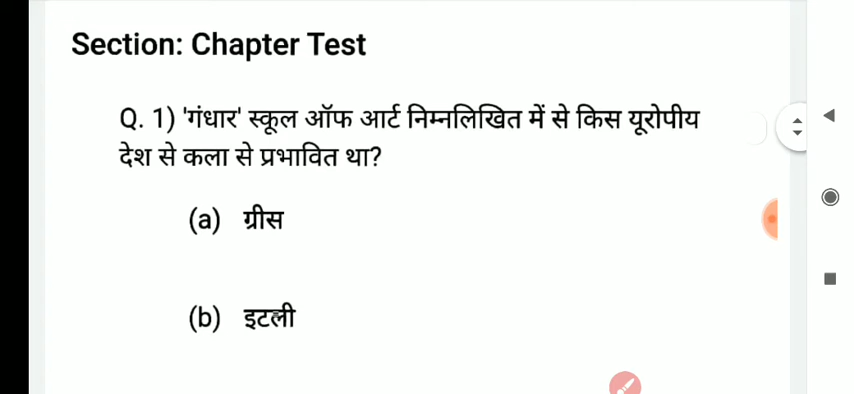 Section: Chapter Test
Q. 1) 'गंधार' स्कूल ऑफ आर्ट निम्नलिखित में से किस यूरोपीय
देश से कला से प्रभावित था?
(a) ग्रीस
(b) इटली